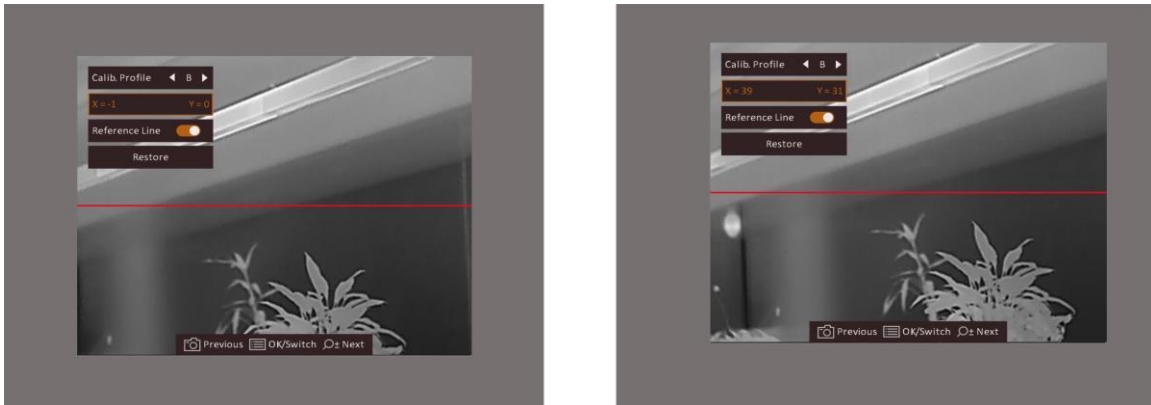 Calib. Profile B
X = -1 Y = 0
Reference Line
Restore
Previous OK/Switch ± Next
Calib. Profile B
X = 39 Y = 31
Reference Line
Restore
Previous OK/Switch ± Next